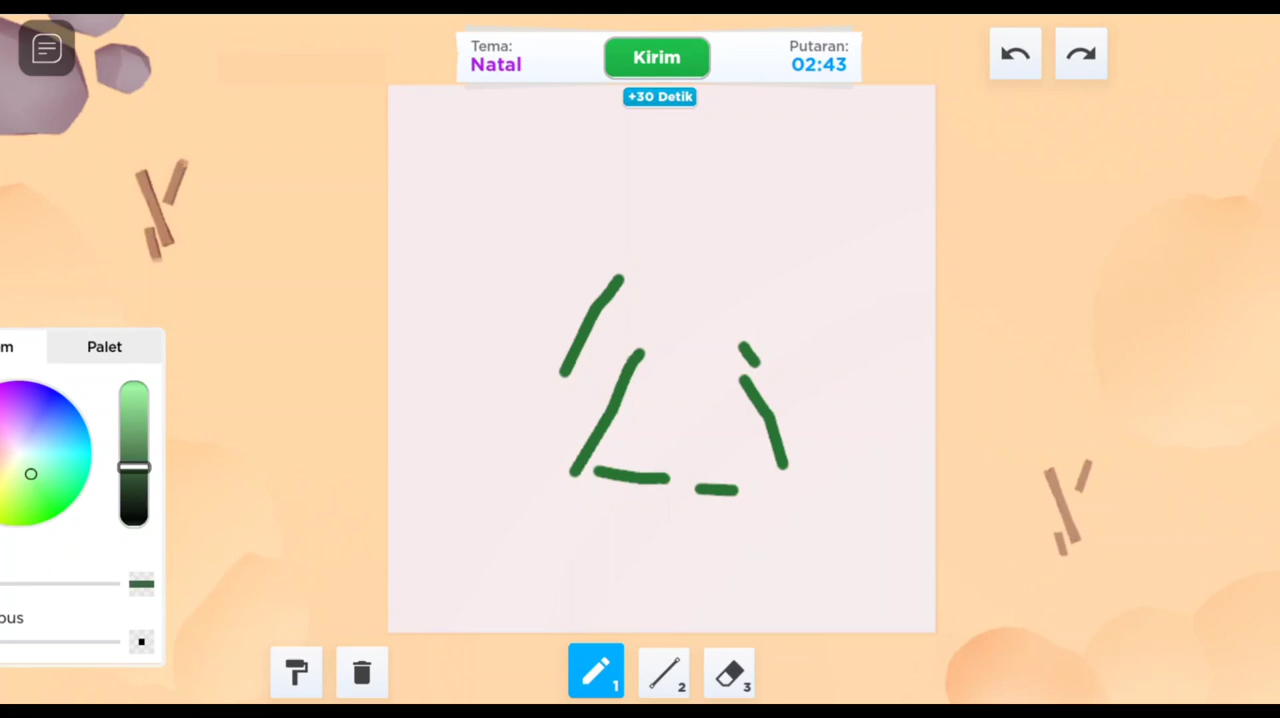 Tema:
Natal
Kirim
Putaran:
02:43
+30 Detik
Palet
1
2
3